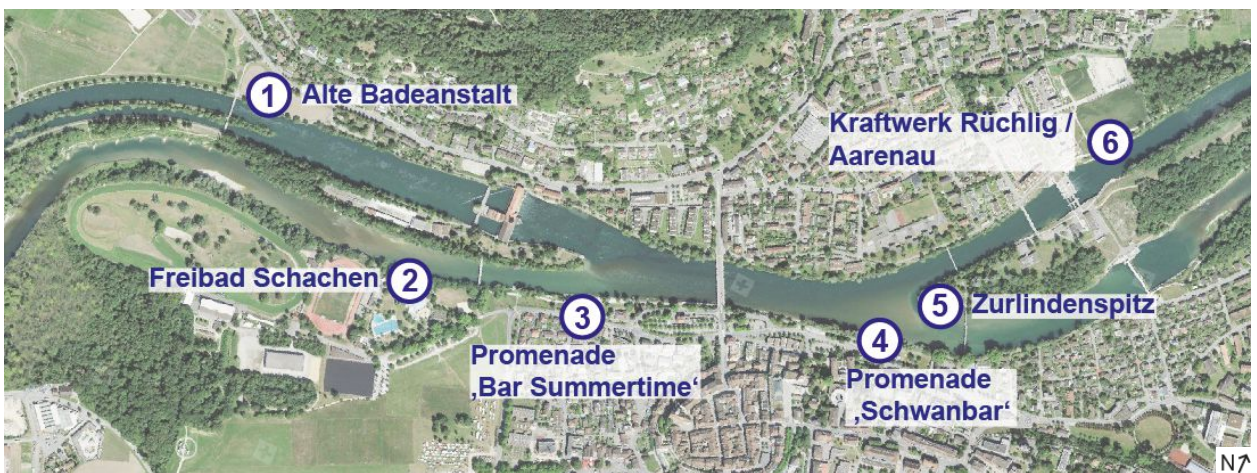 1 Alte Badeanstalt
Kraftwerk Rüchlig /
Aarenau
6
Freibad Schachen 2
3
Promenade
‚Bar Summertime‘
5 Zurlindenspitz
4
Promenade
‚Schwanbar‘
N